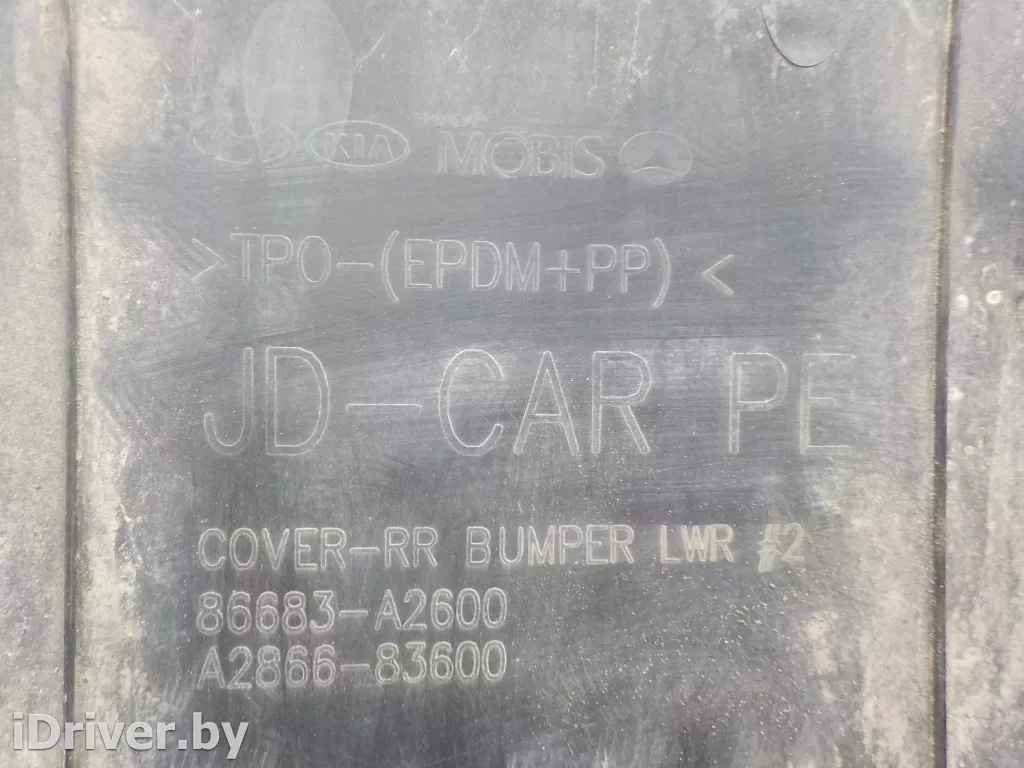 KIA MOBIS
>TPO-(EPDM+PP)<
JD-CAR PE
COVER-RR BUMPER LWR #2
86683-A2600
A2866-83600
iDriver.by